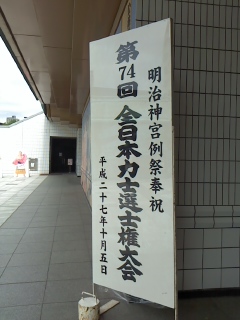 明治神宮例祭奉祝
第74回 全日本力士選士権大会
平成二十七年十月五日